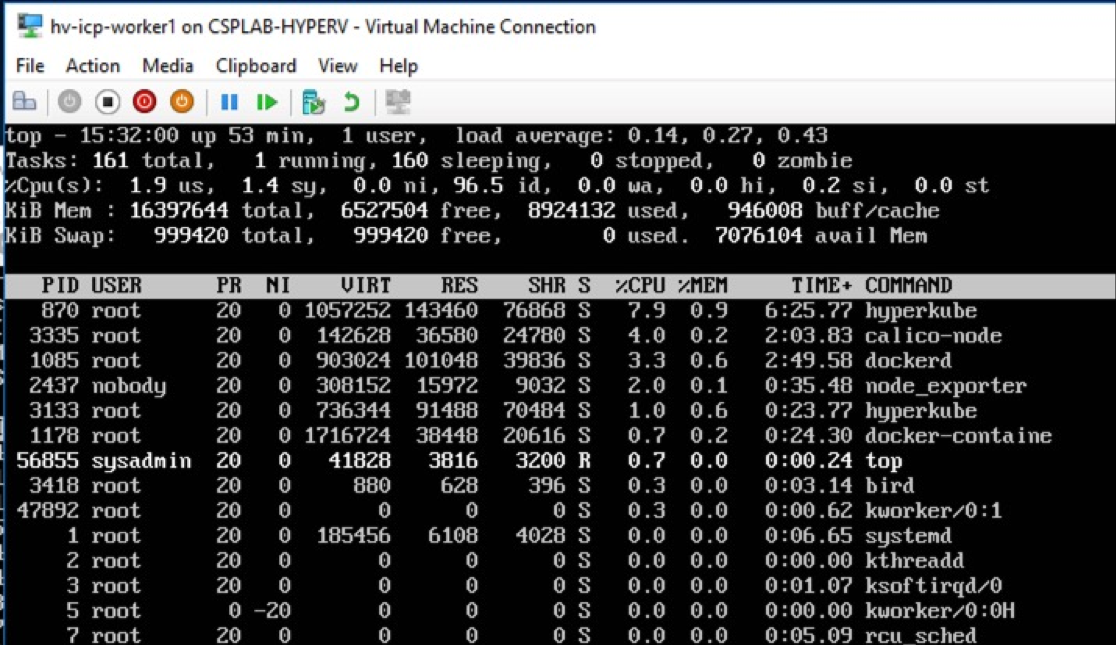 hv-icp-worker1 on CSPLAB-HYPERV - Virtual Machine Connection
File Action Media Clipboard View Help
top - 15:32:00 up 53 min, 1 user, load average: 0.14, 0.27, 0.43
Tasks: 161 total, 1 running, 160 sleeping, 0 stopped, 0 zombie
%Cpu(s): 1.9 us, 1.4 sy, 0.0 ni, 96.5 id, 0.0 wa, 0.0 hi, 0.2 si, 0.0 st
KiB Mem : 16397644 total, 6527504 free, 8924132 used, 946008 buff/cache
KiB Swap: 999420 total, 999420 free, 0 used. 7076104 avail Mem
PID USER PR NI VIRT RES SHR S %CPU %MEM TIME+ COMMAND
870 root 20 0 1057252 143460 76868 S 7.9 0.9 6:25.77 hyperkube
3335 root 20 0 142628 36580 24780 S 4.0 0.2 2:03.83 calico-node
1085 root 20 0 903024 101048 39836 S 3.3 0.6 2:49.58 dockerd
2437 nobody 20 0 308152 15972 9032 S 2.0 0.1 0:35.48 node_exporter
3133 root 20 0 736344 91488 70484 S 1.0 0.6 0:23.77 hyperkube
1178 root 20 0 1716724 38448 20616 S 0.7 0.2 0:24.30 docker-containe
56855 sysadmin 20 0 41828 3816 3200 R 0.7 0.0 0:00.24 top
3418 root 20 0 880 628 396 S 0.3 0.0 0:03.14 bird
47892 root 20 0 0 0 0 S 0.3 0.0 0:00.62 kworker/0:1
1 root 20 0 185456 6108 4028 S 0.0 0.0 0:06.65 systemd
2 root 20 0 0 0 0 S 0.0 0.0 0:00.00 kthreadd
3 root 20 0 0 0 0 S 0.0 0.0 0:01.07 ksoftirqd/0
5 root 0 -20 0 0 0 S 0.0 0.0 0:00.00 kworker/0:0H
7 root 20 0 0 0 0 S 0.0 0.0 0:05.09 rcu_sched